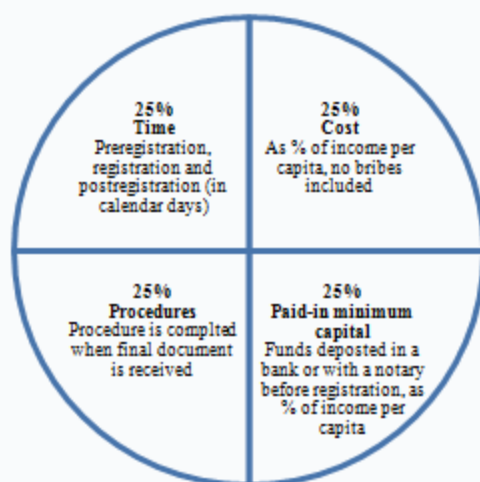 25%
Time
Preregistration,
registration and
postregistration (in
calendar days)
25%
Cost
As % of income per
capita, no bribes
included
25%
Procedures
Procedure is complted
when final document
is received
25%
Paid-in minimum
capital
Funds deposted in a
bank or with a notary
before registration, as
% of income per
capita